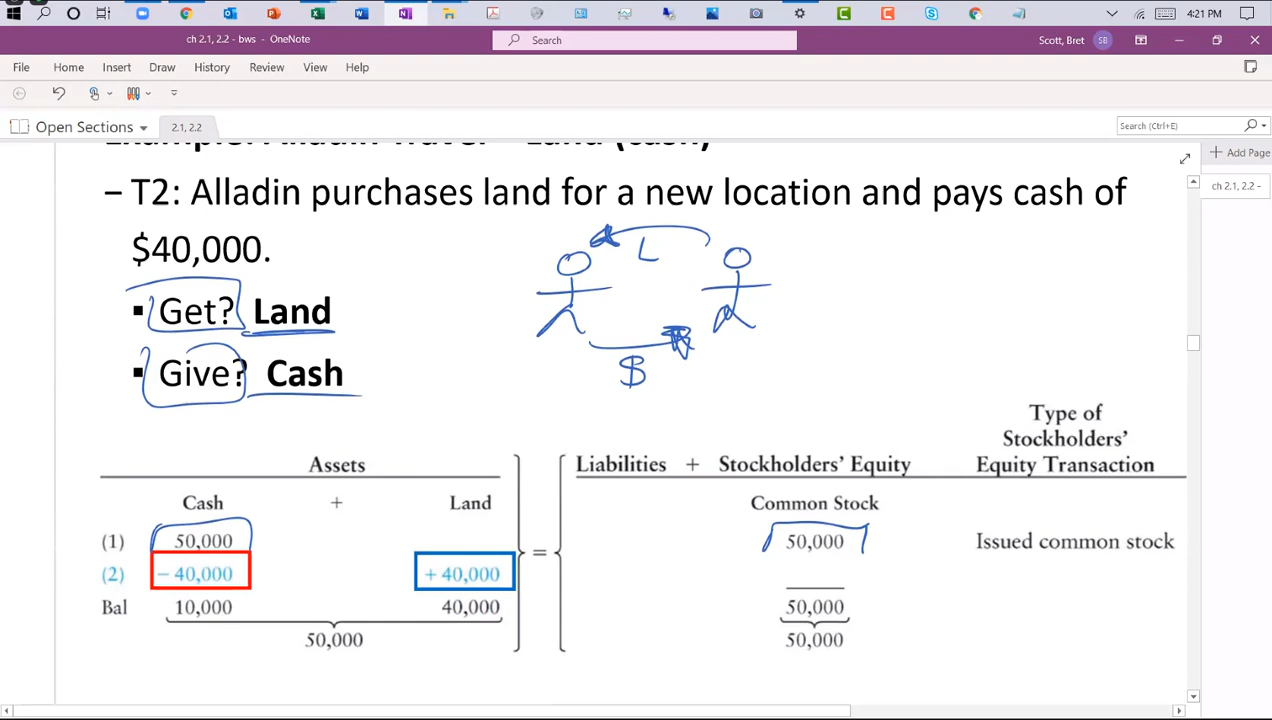 4:21 PM
ch 2.1, 2.2 - bws - OneNote
Search
Scott, Bret
SB
File Home Insert Draw History Review View Help
Open Sections
2.1, 2.2
Search (Ctrl+E)
Add Page
ch 2.1, 2.2 -
– T2: Alladin purchases land for a new location and pays cash of
$40,000.
L
▪ Get? Land
▪ Give? Cash
$
Type of
Stockholders’
Assets Liabilities + Stockholders’ Equity Equity Transaction
Cash + Land Common Stock
(1) 50,000 50,000 Issued common stock
(2) – 40,000 + 40,000
=
Bal 10,000 40,000 50,000
50,000 50,000